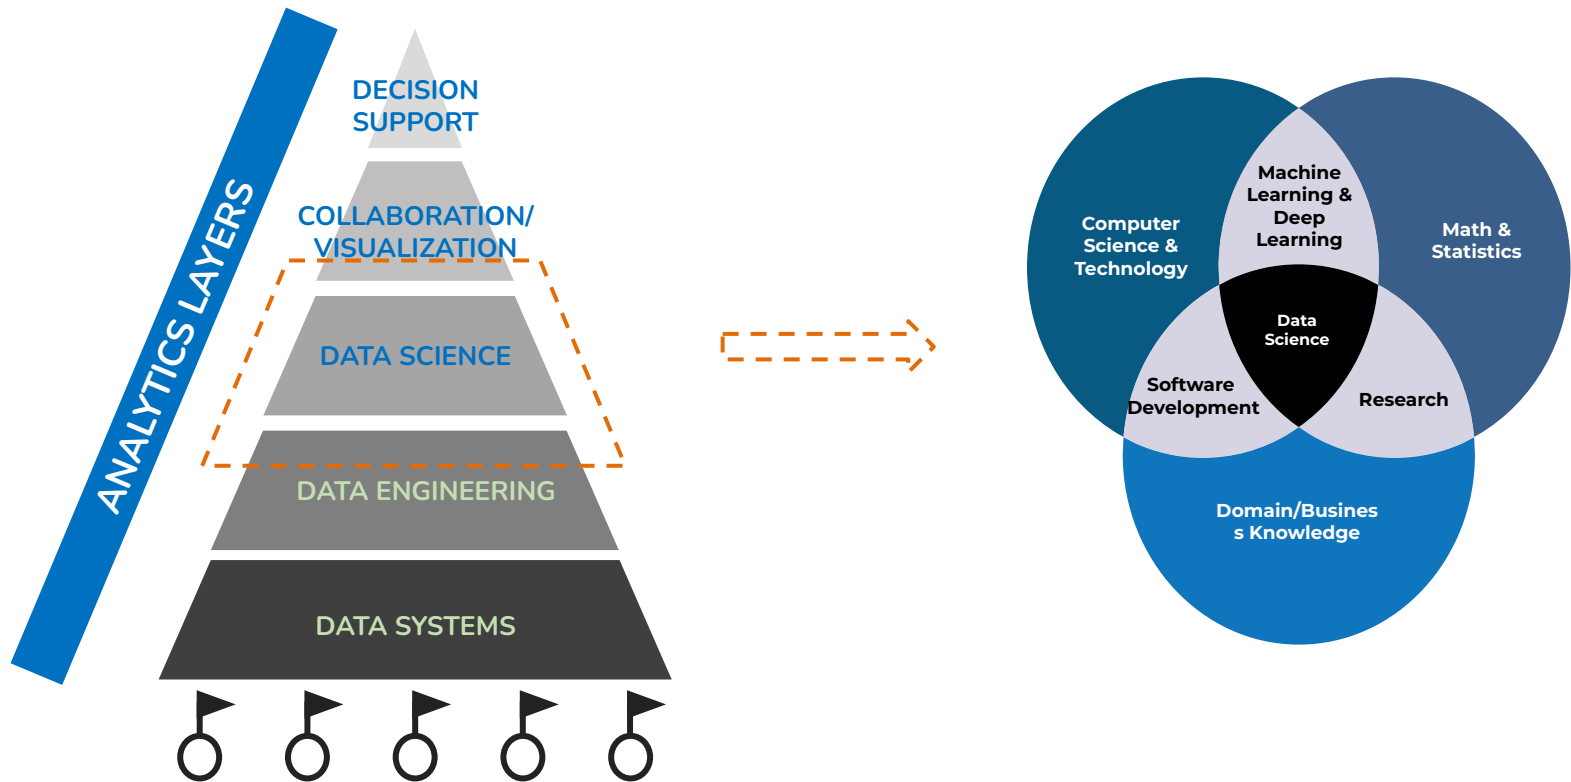 ANALYTICS LAYERS
DECISION
SUPPORT
COLLABORATION/
VISUALIZATION
DATA SCIENCE
DATA ENGINEERING
DATA SYSTEMS
Computer
Science &
Technology
Machine
Learning &
Deep
Learning
Math &
Statistics
Data
Science
Software
Development
Research
Domain/Busines
s Knowledge